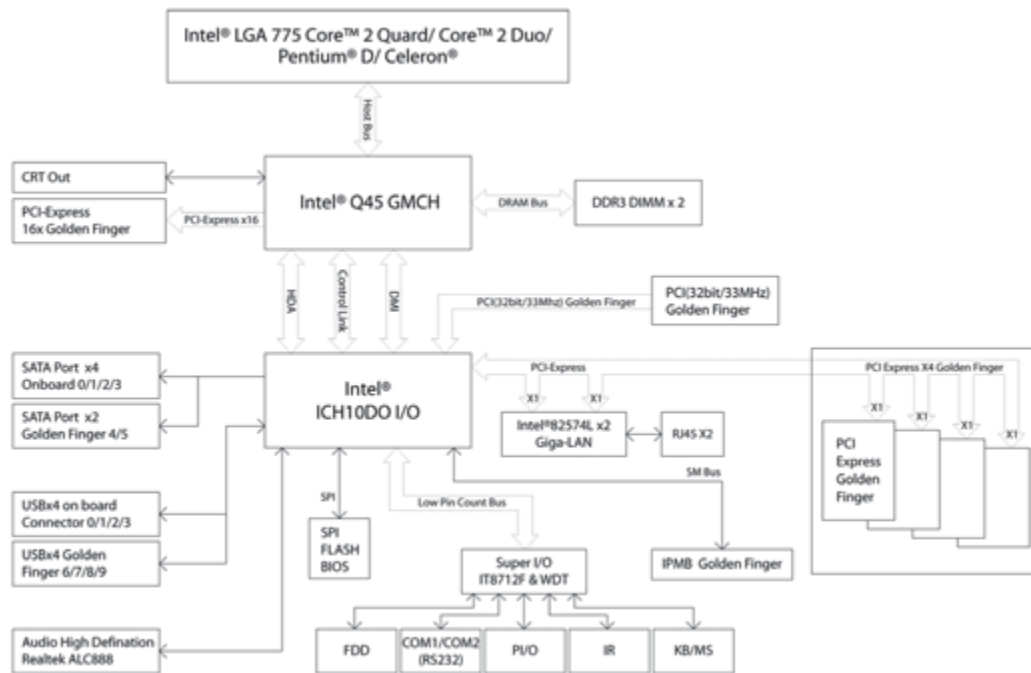 Intel® LGA 775 Core™ 2 Quard/ Core™ 2 Duo/
Pentium® D/ Celeron®
Host Bus
CRT Out
PCI-Express
16x Golden Finger
PCI-Express x16
Intel® Q45 GMCH
DRAM Bus
DDR3 DIMM x 2
HDA
Control Link
DMI
PCI(32bit/33Mhz) Golden Finger
PCI(32bit/33MHz)
Golden Finger
SATA Port x4
Onboard 0/1/2/3
SATA Port x2
Golden Finger 4/5
Intel®
ICH10DO I/O
PCI-Express
X1
X1
Intel®82574L x2
Giga-LAN
RJ45 X2
PCI Express X4 Golden Finger
X1
X1
X1
X1
PCI
Express
Golden
Finger
USBx4 on board
Connector 0/1/2/3
USBx4 Golden
Finger 6/7/8/9
SPI
SPI
FLASH
BIOS
Low Pin Count Bus
SM Bus
Super I/O
IT8712F & WDT
IPMB Golden Finger
Audio High Defination
Realtek ALC888
FDD
COM1/COM2
(RS232)
PI/O
IR
KB/MS